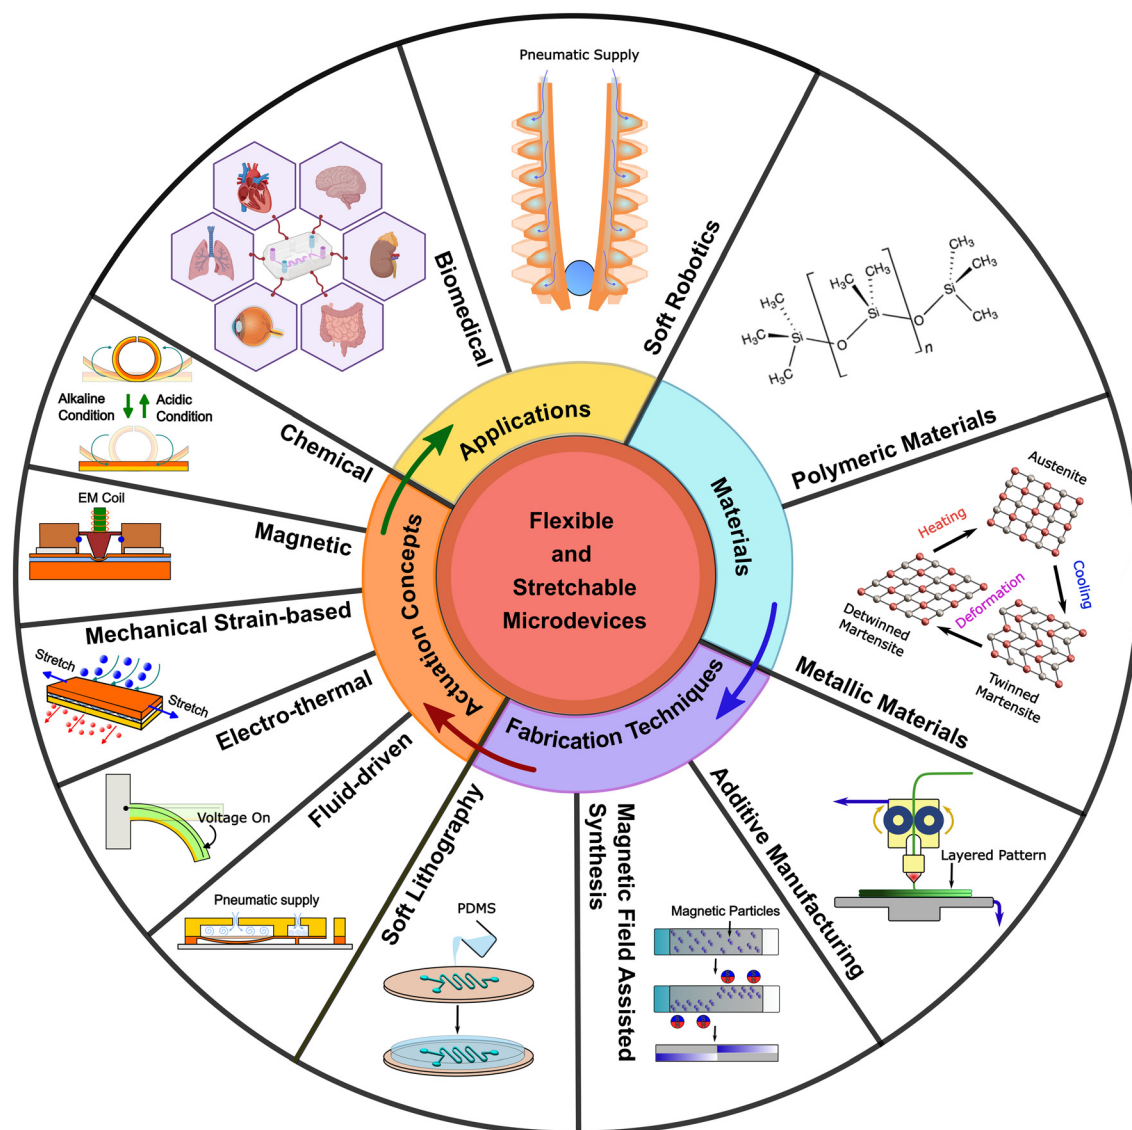 Flexible
and
Stretchable
Microdevices
Applications
Materials
Fabrication Techniques
Actuation Concepts
Pneumatic Supply
Soft Robotics
CH3
H3C
CH3
CH3
CH3
H3C
Si
H3C
Si
CH3
Si
O
O
H3C
n
Polymeric Materials
Austenite
Heating
Cooling
Deformation
Detwinned
Martensite
Twinned
Martensite
Metallic Materials
Layered Pattern
Additive Manufacturing
Magnetic Particles
Magnetic Field Assisted
Synthesis
PDMS
Soft Lithography
Pneumatic supply
Fluid-driven
Voltage On
Electro-thermal
Stretch
Stretch
Mechanical Strain-based
EM Coil
Magnetic
Alkaline
Condition
Acidic
Condition
Chemical
Biomedical